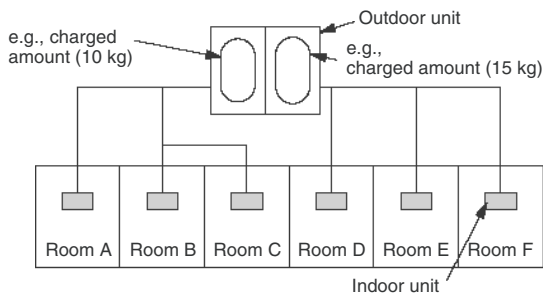 Outdoor unit
e.g., charged
amount (10 kg)
e.g.,
charged amount (15 kg)
Room A
Room B
Room C
Room D
Room E
Room F
Indoor unit